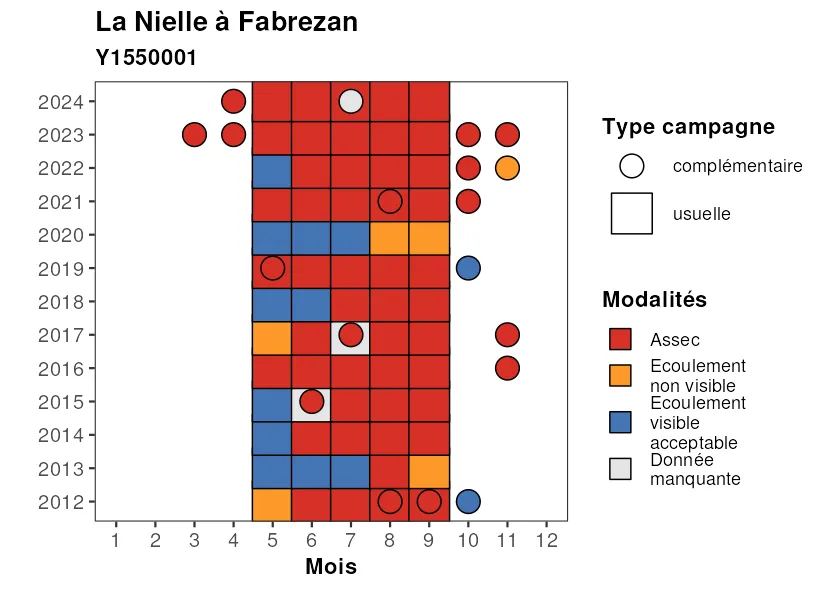 La Nielle à Fabrezan
Y1550001
2024
2023
2022
2021
2020
2019
2018
2017
2016
2015
2014
2013
2012
1 2 3 4 5 6 7 8 9 10 11 12
Mois
Type campagne
complémentaire
usuelle
Modalités
Assec
Ecoulement
non visible
Ecoulement
visible
acceptable
Donnée
manquante